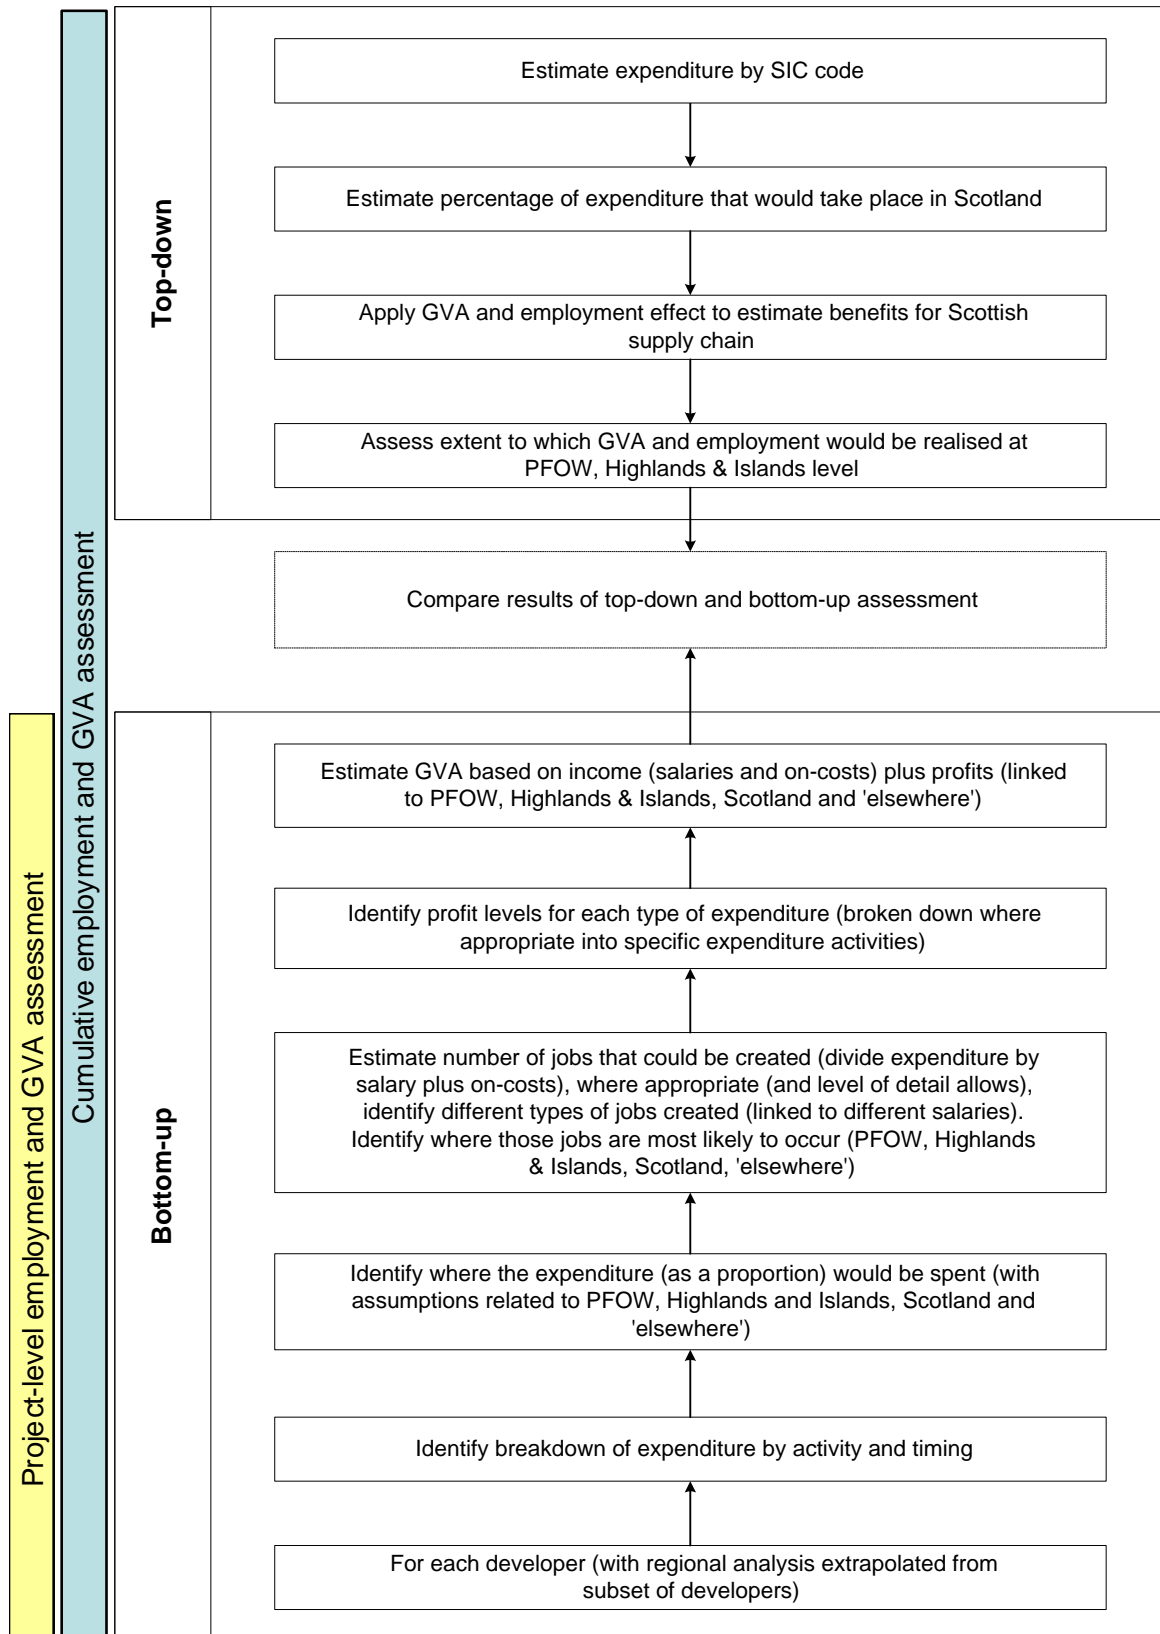 Estimate expenditure by SIC code
Estimate percentage of expenditure that would take place in Scotland
Top-down
Apply GVA and employment effect to estimate benefits for Scottish
supply chain
Assess extent to which GVA and employment would be realised at
PFOW, Highlands & Islands level
Compare results of top-down and bottom-up assessment
Cumulative employment and GVA assessment
Project-level employment and GVA assessment
Bottom-up
Estimate GVA based on income (salaries and on-costs) plus profits (linked
to PFOW, Highlands & Islands, Scotland and 'elsewhere')
Identify profit levels for each type of expenditure (broken down where
appropriate into specific expenditure activities)
Estimate number of jobs that could be created (divide expenditure by
salary plus on-costs), where appropriate (and level of detail allows),
identify different types of jobs created (linked to different salaries).
Identify where those jobs are most likely to occur (PFOW, Highlands
& Islands, Scotland, 'elsewhere')
Identify where the expenditure (as a proportion) would be spent (with
assumptions related to PFOW, Highlands and Islands, Scotland and
'elsewhere')
Identify breakdown of expenditure by activity and timing
For each developer (with regional analysis extrapolated from
subset of developers)